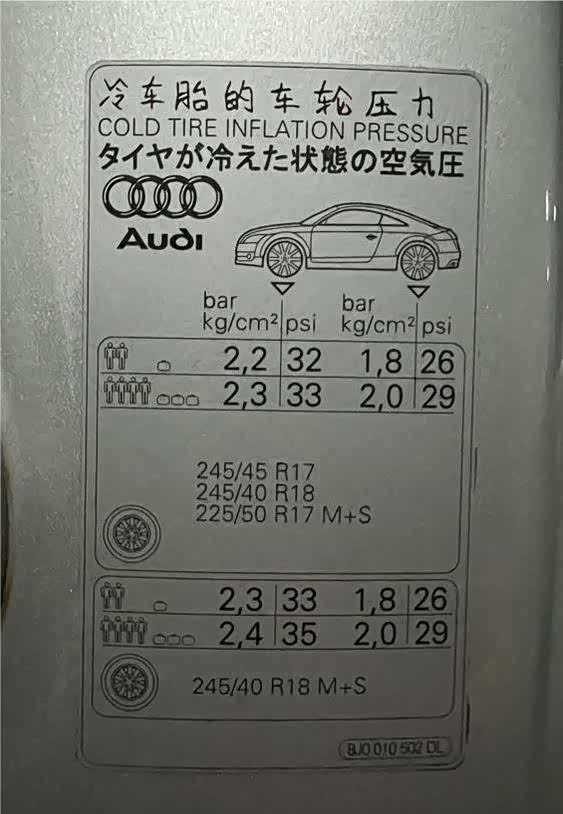 冷车胎的车轮压力
COLD TIRE INFLATION PRESSURE
タイヤが冷えた状態の空気圧
Audi
bar bar
kg/cm² psi kg/cm² psi
2,2 32 1,8 26
2,3 33 2,0 29
245/45 R17
245/40 R18
225/50 R17 M+S
2,3 33 1,8 26
2,4 35 2,0 29
245/40 R18 M+S
8J0 010 502 DL